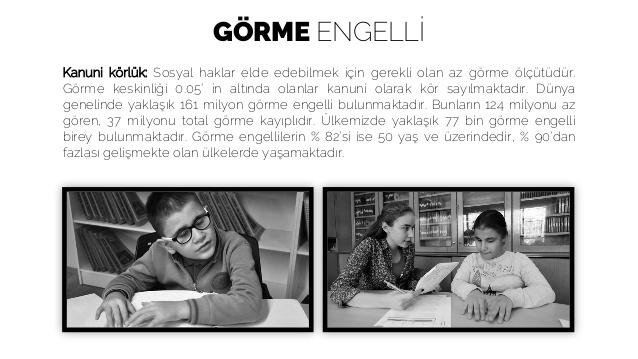 GÖRME ENGELLİ
Kanuni körlük: Sosyal haklar elde edebilmek için gerekli olan az görme ölçütüdür.
Görme keskinliği 0.05' in altında olanlar kanuni olarak kör sayılmaktadır. Dünya
genelinde yaklaşık 161 milyon görme engelli bulunmaktadır. Bunların 124 milyonu az
gören, 37 milyonu total görme kayıplıdır. Ülkemizde yaklaşık 77 bin görme engelli
birey bulunmaktadır. Görme engellilerin % 82'si ise 50 yaş ve üzerindedir, % 90'dan
fazlası gelişmekte olan ülkelerde yaşamaktadır.